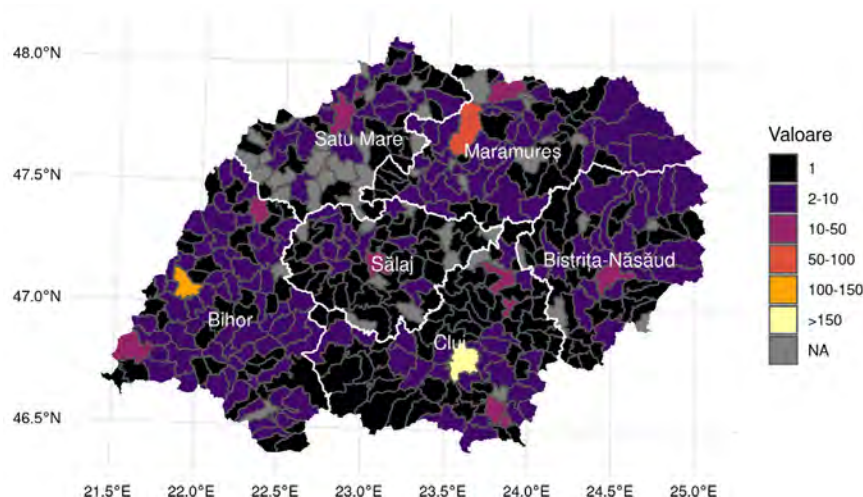 48.0°N
47.5°N
47.0°N
46.5°N
Satu Mare
Maramureș
Sălaj
Bistrița-Năsăud
Bihor
Cluj
21.5°E 22.0°E 22.5°E 23.0°E 23.5°E 24.0°E 24.5°E 25.0°E
Valoare
1
2-10
10-50
50-100
100-150
>150
NA